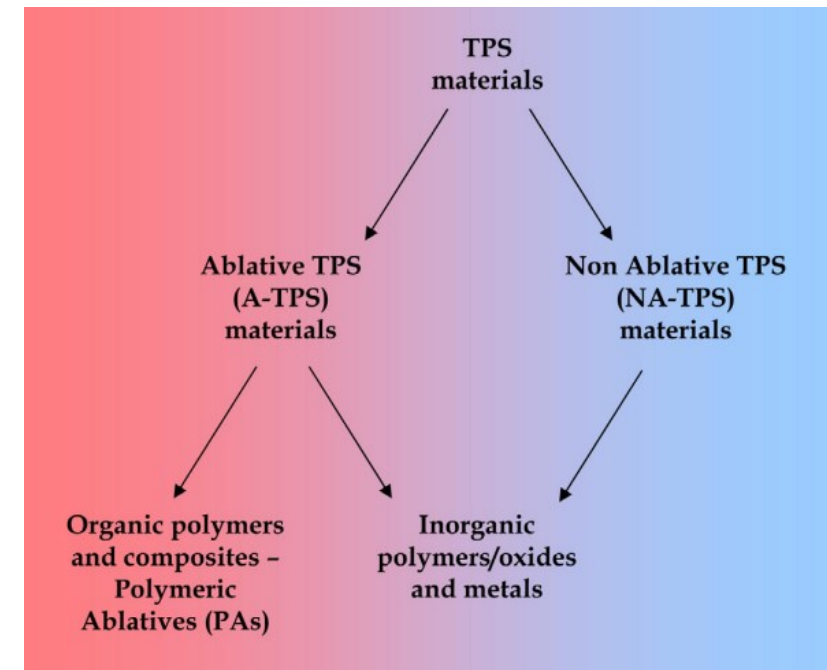 TPS
materials
Ablative TPS
(A-TPS)
materials
Non Ablative TPS
(NA-TPS)
materials
Organic polymers
and composites –
Polymeric
Ablatives (PAs)
Inorganic
polymers/oxides
and metals